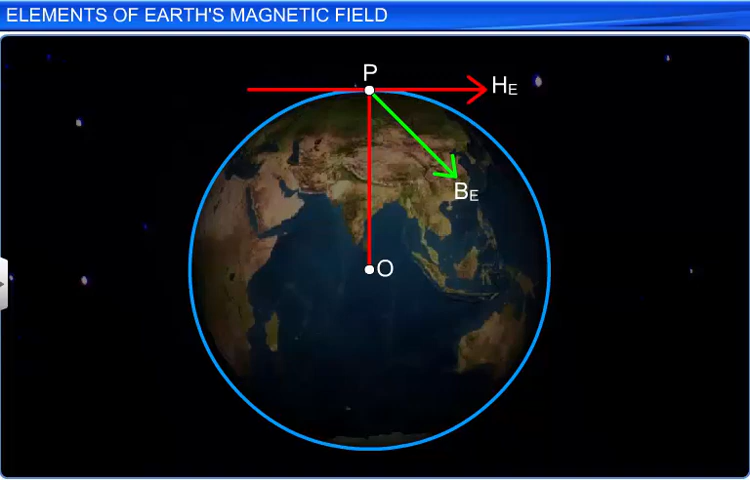 ELEMENTS OF EARTH'S MAGNETIC FIELD
P
HE
BE
O